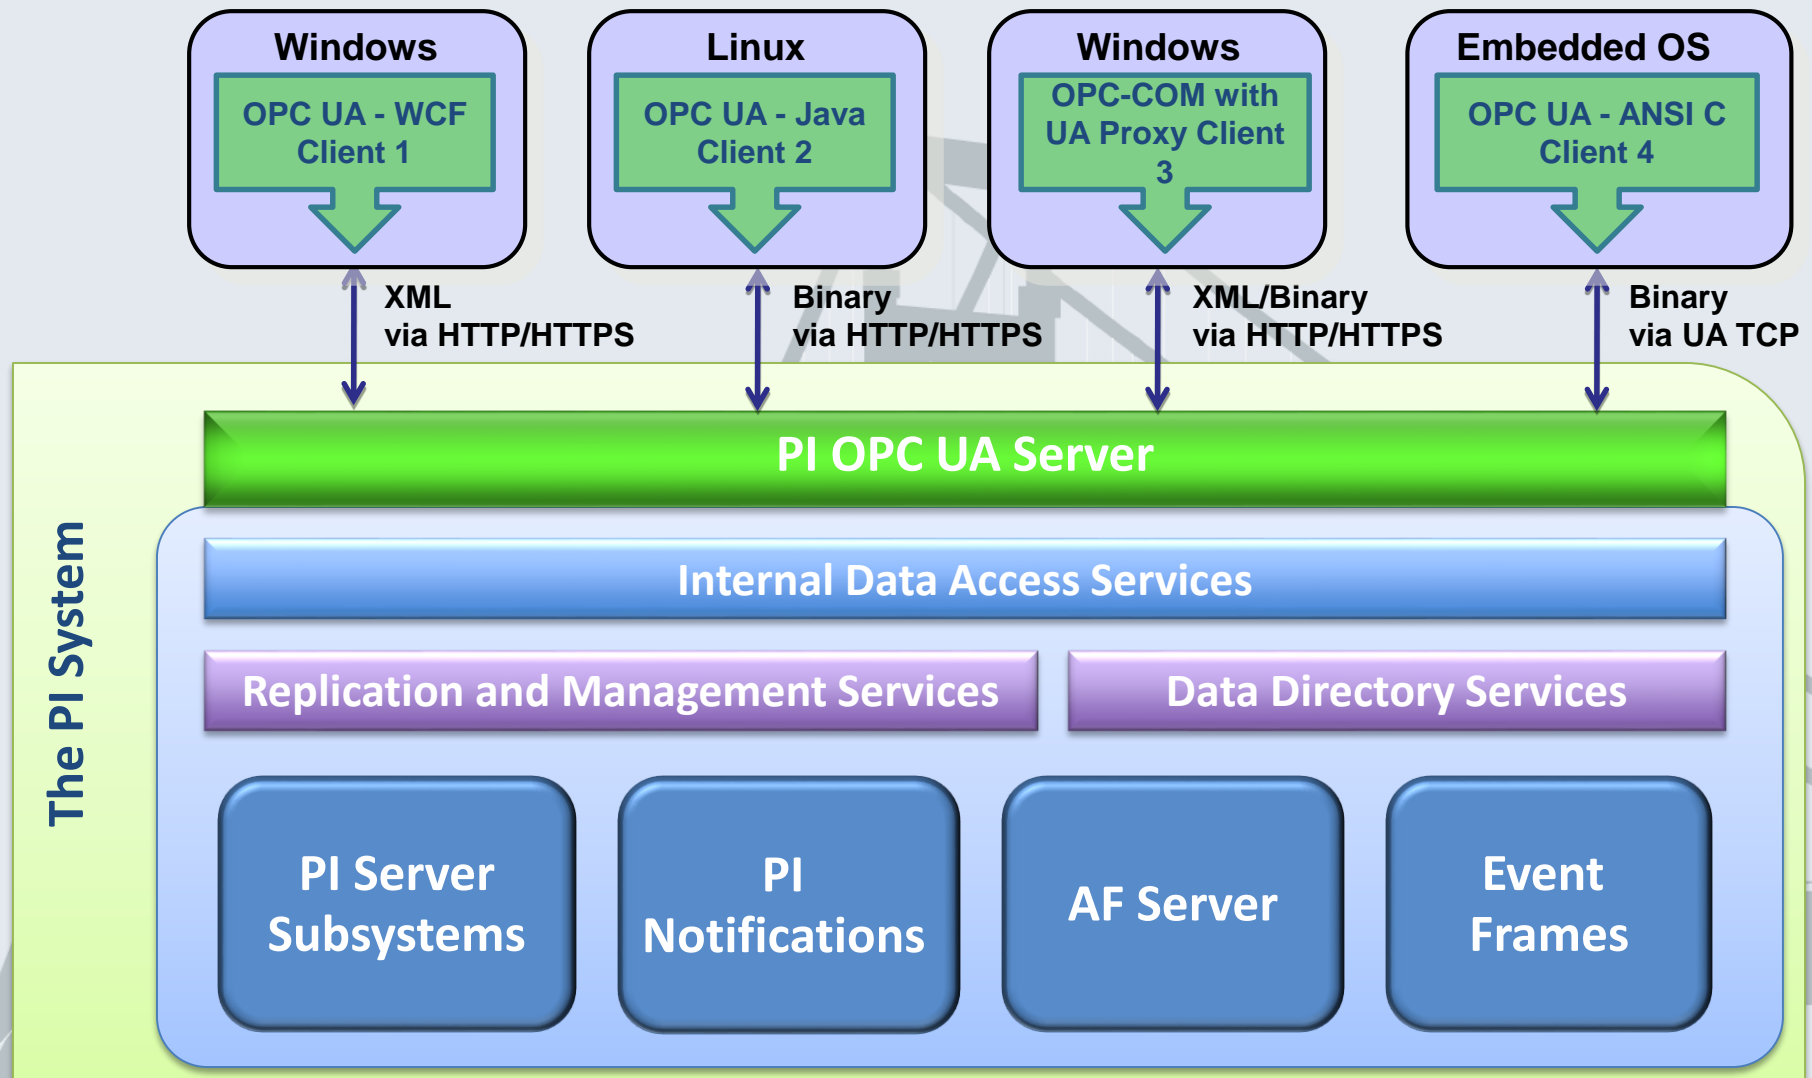 Windows
OPC UA - WCF
Client 1
Linux
OPC UA - Java
Client 2
Windows
OPC-COM with
UA Proxy Client
3
Embedded OS
OPC UA - ANSI C
Client 4
XML
via HTTP/HTTPS
Binary
via HTTP/HTTPS
XML/Binary
via HTTP/HTTPS
Binary
via UA TCP
The PI System
PI OPC UA Server
Internal Data Access Services
Replication and Management Services
Data Directory Services
PI Server
Subsystems
PI
Notifications
AF Server
Event
Frames